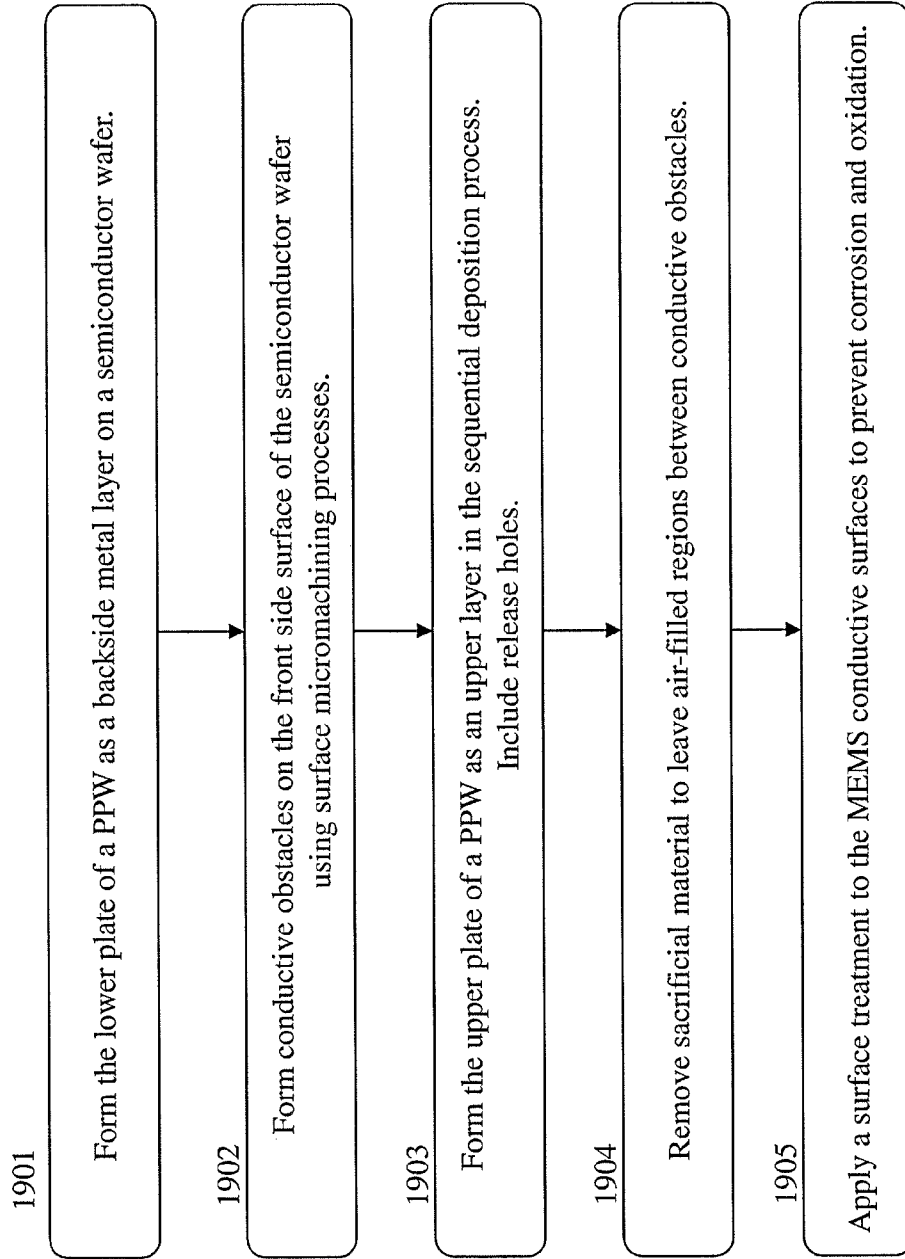 1901
Form the lower plate of a PPW as a backside metal layer on a semiconductor wafer.
1902
Form conductive obstacles on the front side surface of the semiconductor wafer
using surface micromachining processes.
1903
Form the upper plate of a PPW as an upper layer in the sequential deposition process.
Include release holes.
1904
Remove sacrificial material to leave air-filled regions between conductive obstacles.
1905
Apply a surface treatment to the MEMS conductive surfaces to prevent corrosion and oxidation.